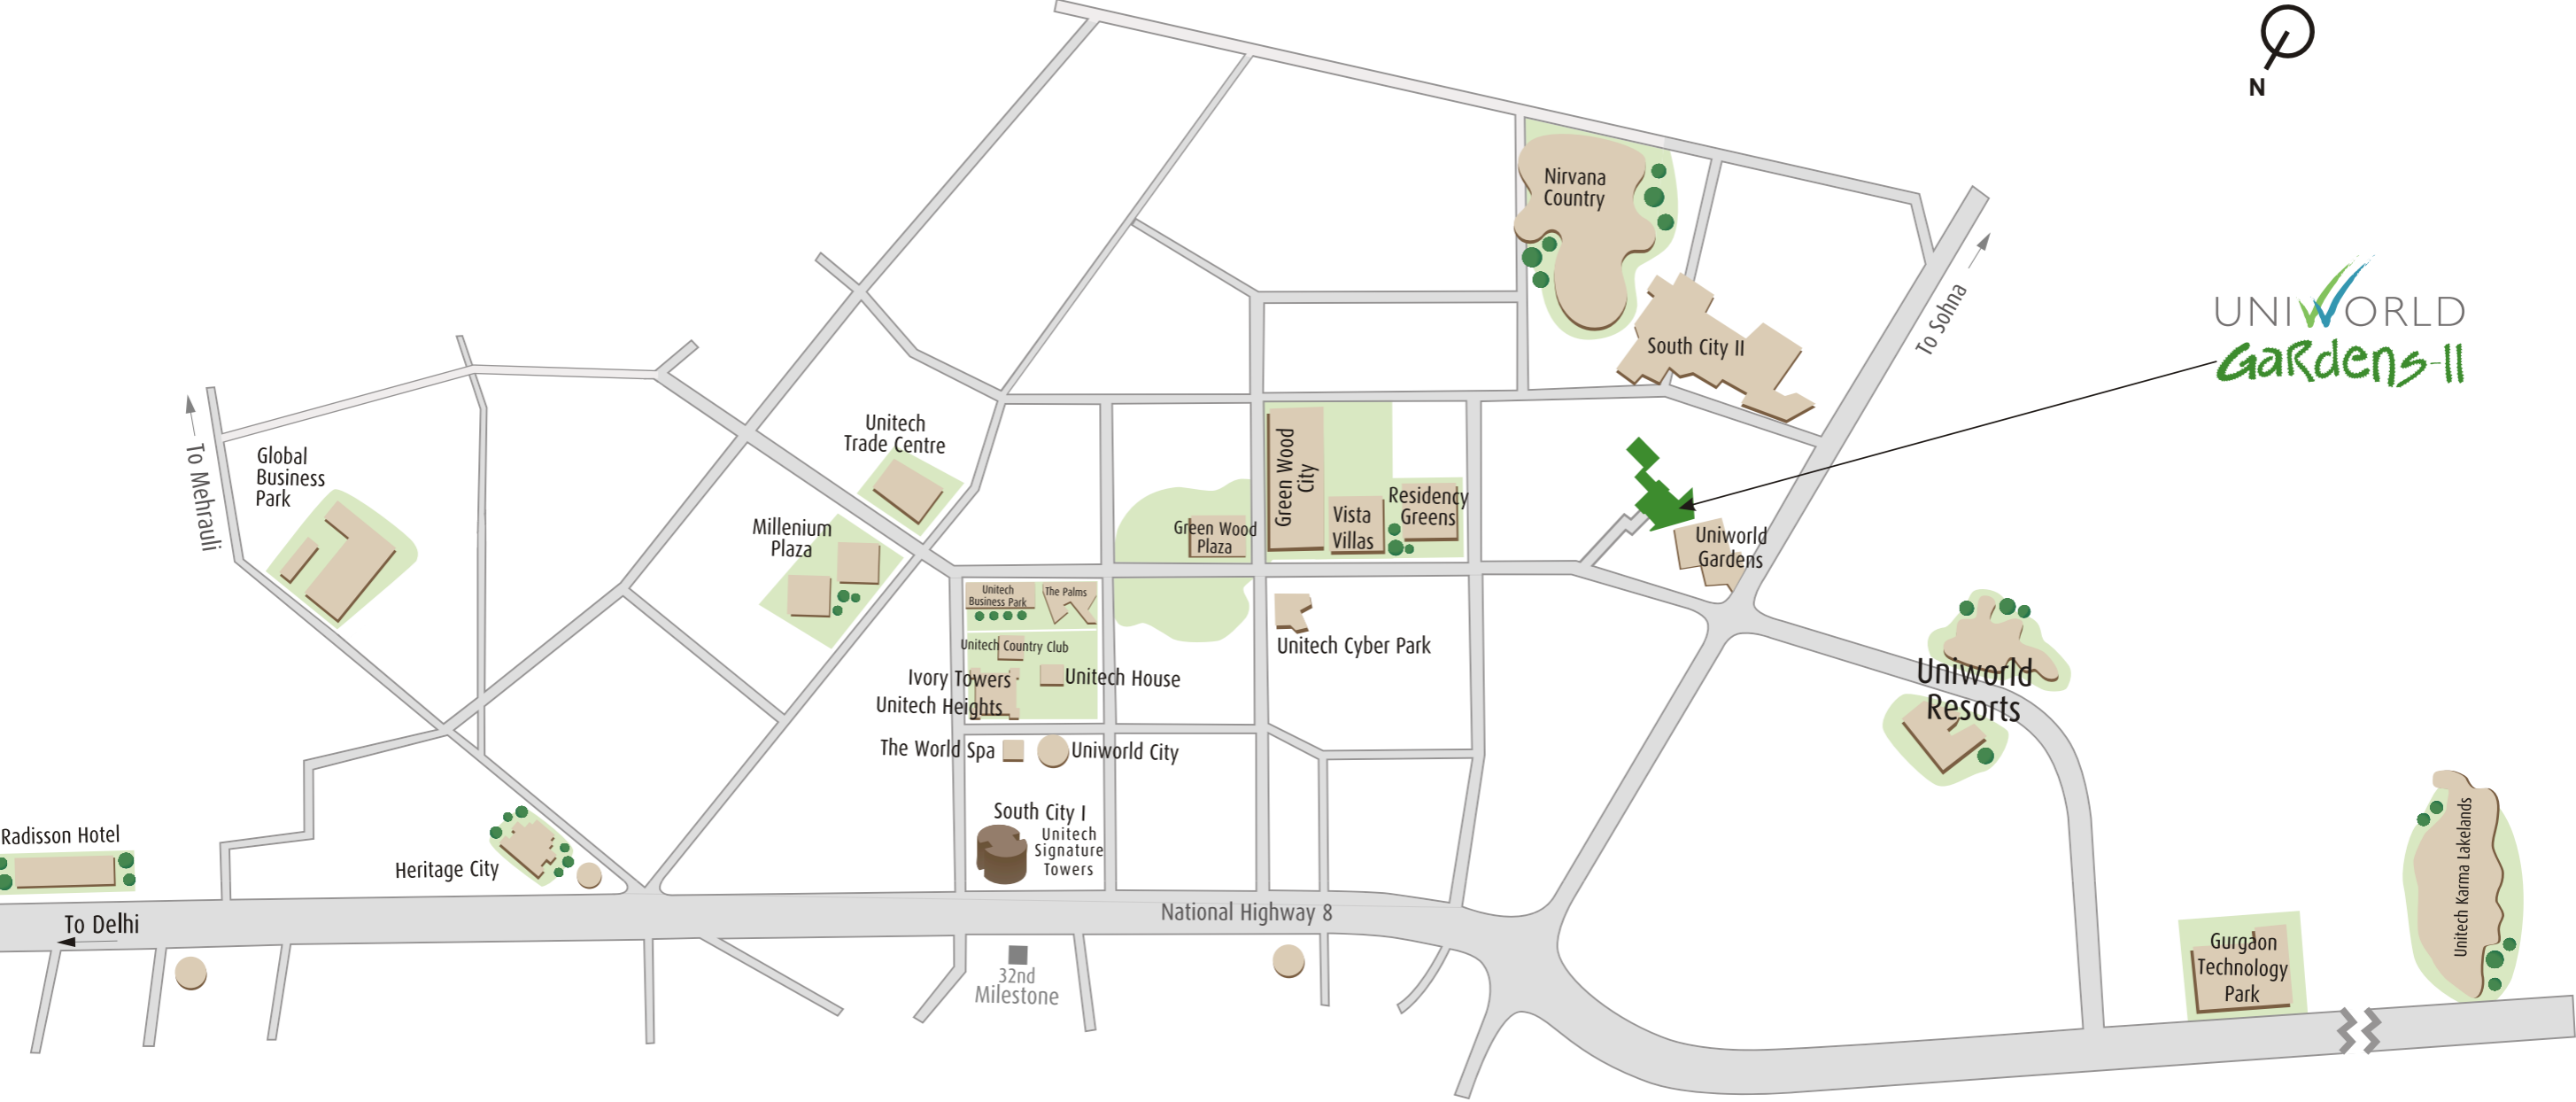 N
Nirvana
Country
To Sohna
UNIWORLD
GaRdens-II
South City II
Unitech
Trade Centre
To Mehrauli
Global
Business
Park
Green Wood
City
Residency
Greens
Vista
Villas
Millenium
Plaza
Green Wood
Plaza
Uniworld
Gardens
Unitech
Business Park
The Palms
Unitech Country Club
Unitech Cyber Park
Ivory Towers
Unitech House
Unitech Heights
Uniworld
Resorts
The World Spa
Uniworld City
South City I
Unitech
Signature
Towers
Radisson Hotel
Heritage City
Unitech Karma Lakelands
To Delhi
National Highway 8
Gurgaon
Technology
Park
32nd
Milestone